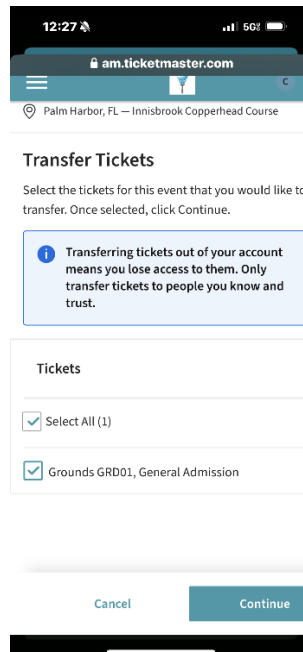 12:27
5G
am.ticketmaster.com
C
Palm Harbor, FL — Innisbrook Copperhead Course
Transfer Tickets
Select the tickets for this event that you would like to
transfer. Once selected, click Continue.
Transferring tickets out of your account
means you lose access to them. Only
transfer tickets to people you know and
trust.
Tickets
Select All (1)
Grounds GRD01, General Admission
Cancel
Continue